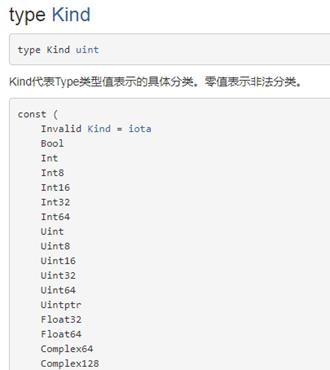 type Kind
type Kind uint
Kind代表Type类型值表示的具体分类。零值表示非法分类。
const (
    Invalid Kind = iota
    Bool
    Int
    Int8
    Int16
    Int32
    Int64
    Uint
    Uint8
    Uint16
    Uint32
    Uint64
    Uintptr
    Float32
    Float64
    Complex64
    Complex128